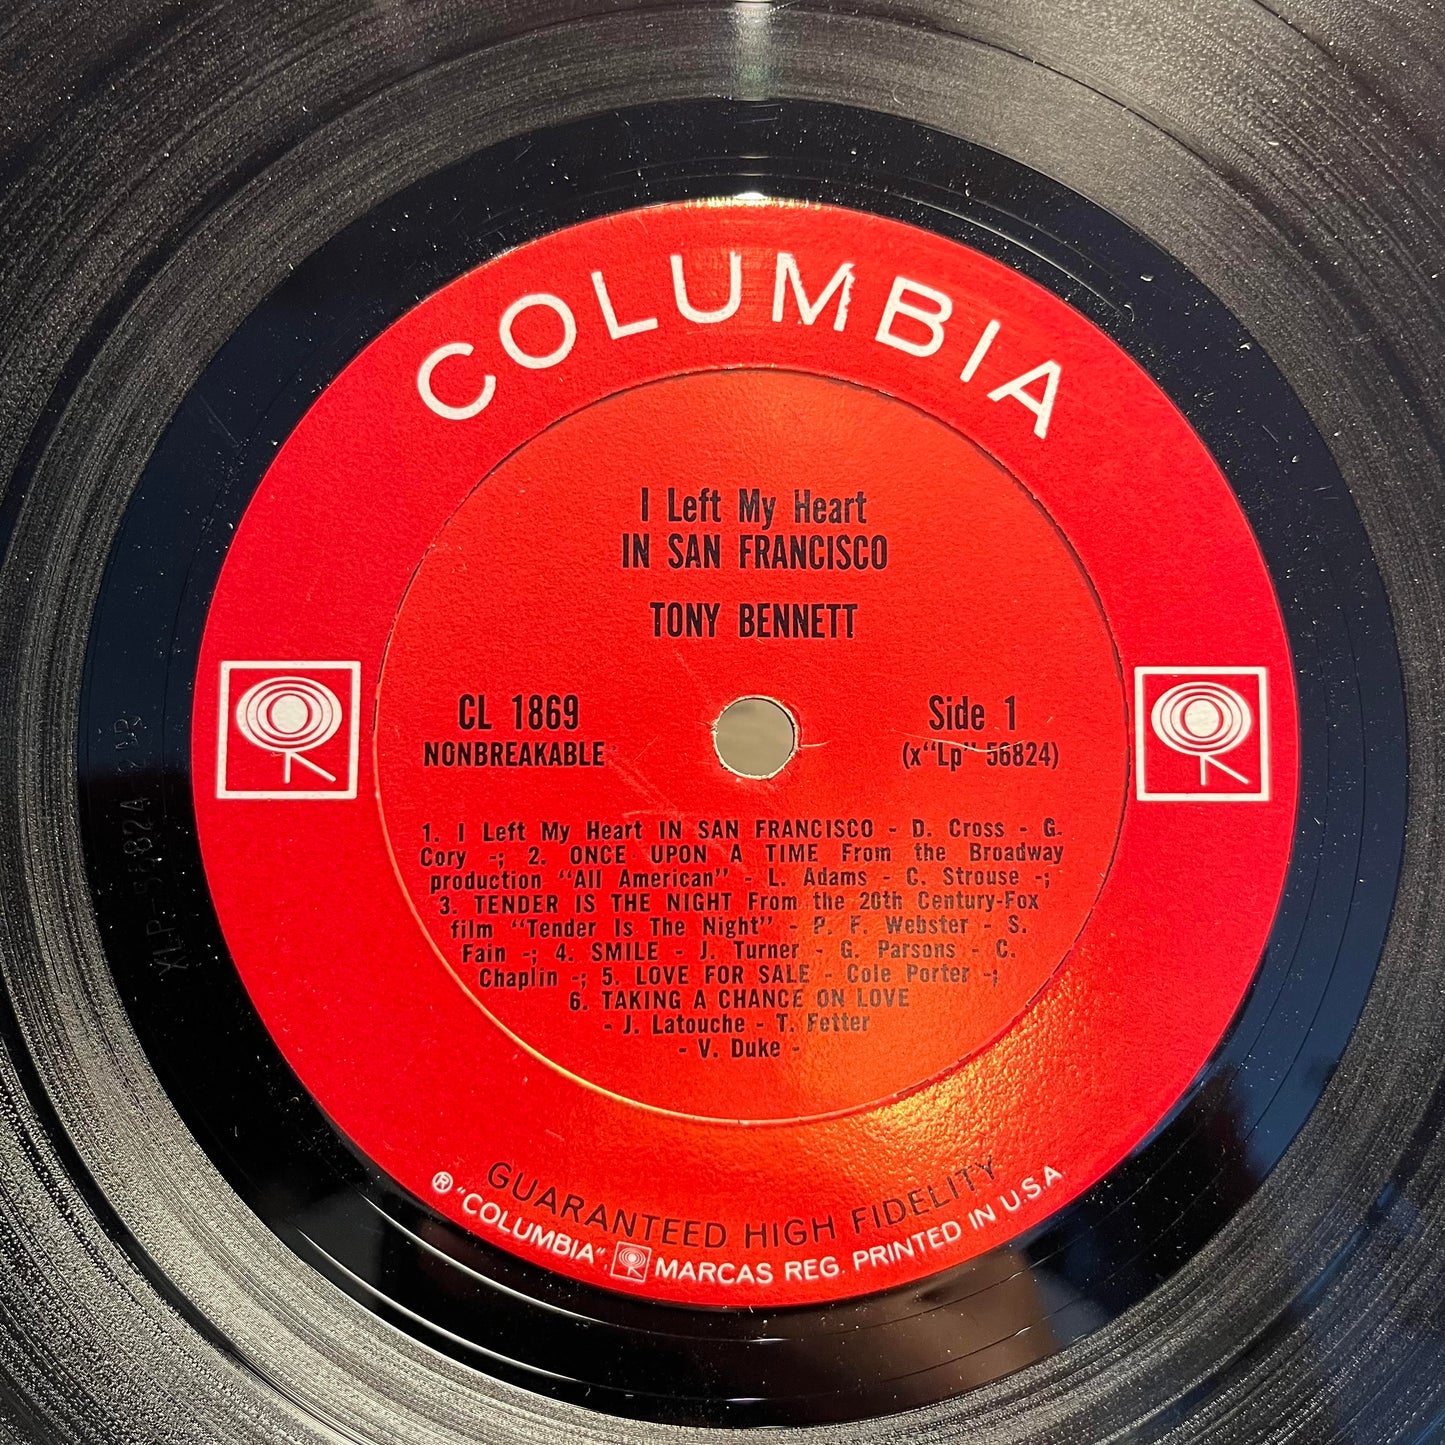 COLUMBIA
I Left My Heart
IN SAN FRANCISCO
TONY BENNETT
CL 1869
NONBREAKABLE
Side 1
(x"Lp" 56824)
1. I Left My Heart IN SAN FRANCISCO - D. Cross - G.
Cory -; 2. ONCE UPON A TIME From the Broadway
production "All American" - L. Adams - C. Strouse -;
3. TENDER IS THE NIGHT From the 20th Century-Fox
film "Tender Is The Night" - P. F. Webster - S.
Fain -; 4. SMILE - J. Turner - G. Parsons - C.
Chaplin -; 5. LOVE FOR SALE - Cole Porter -;
6. TAKING A CHANCE ON LOVE
- J. Latouche - T. Fetter
- V. Duke -
GUARANTEED HIGH FIDELITY
® "COLUMBIA", MARCAS REG. PRINTED IN U.S.A.